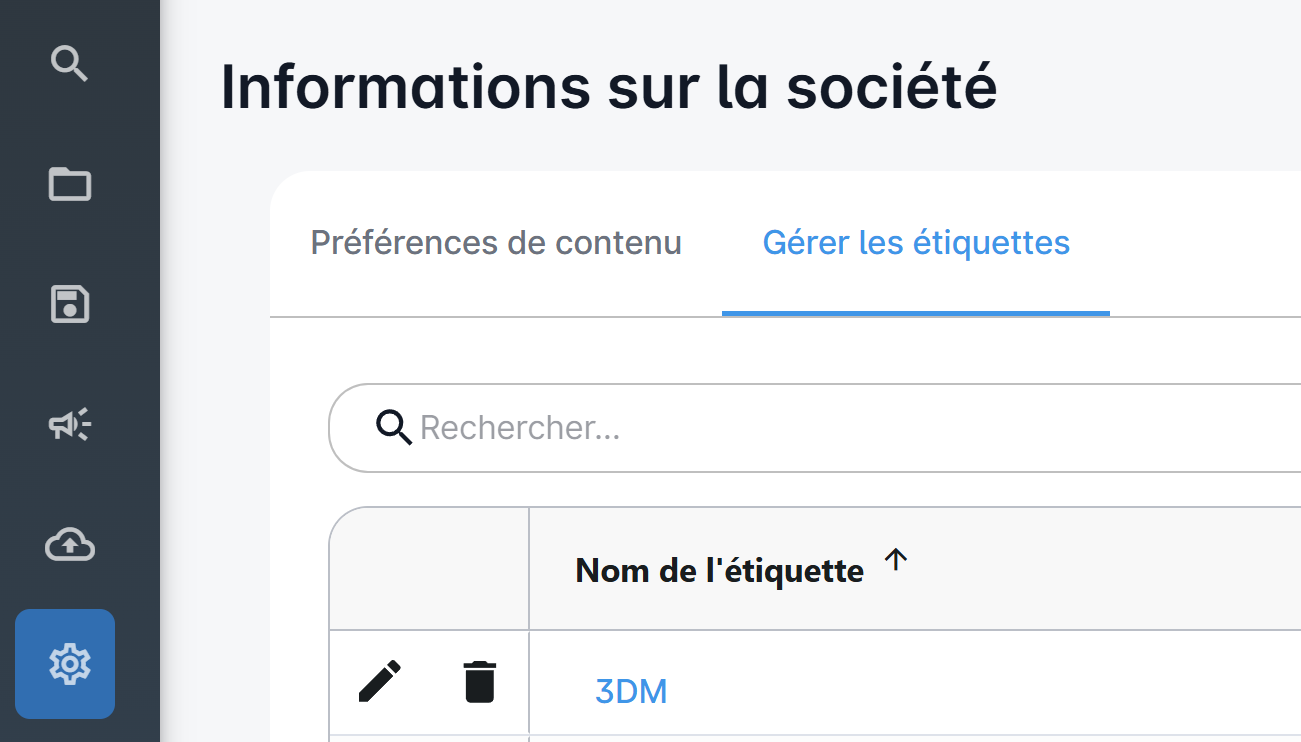 Informations sur la société
Préférences de contenu
Gérer les étiquettes
Rechercher...
Nom de l'étiquette
3DM